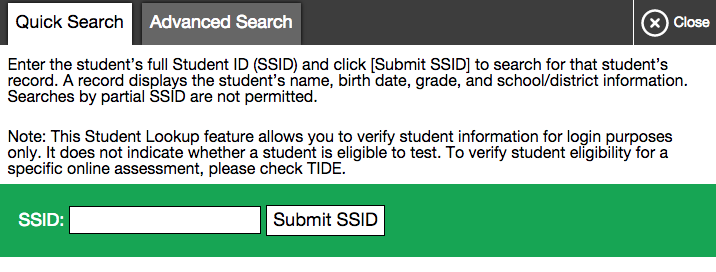 Quick Search Advanced Search Close
Enter the student’s full Student ID (SSID) and click [Submit SSID] to search for that student’s
record. A record displays the student’s name, birth date, grade, and school/district information.
Searches by partial SSID are not permitted.
Note: This Student Lookup feature allows you to verify student information for login purposes
only. It does not indicate whether a student is eligible to test. To verify student eligibility for a
specific online assessment, please check TIDE.
SSID: Submit SSID